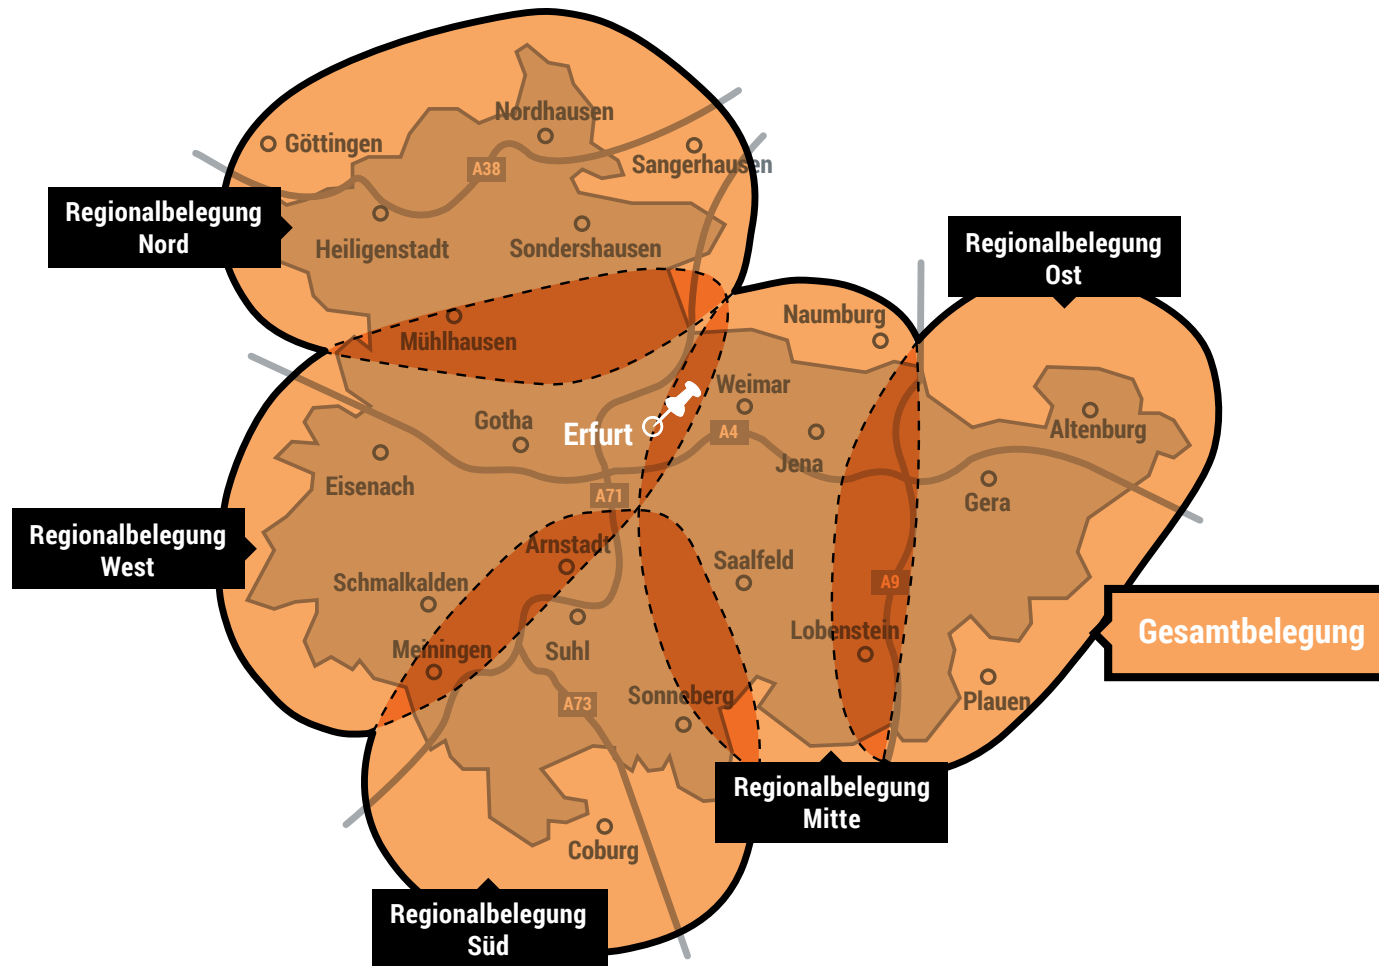 Nordhausen
Göttingen
Sangerhausen
A38
Regionalbelegung
Nord
Heiligenstadt
Sondershausen
Regionalbelegung
Ost
Naumburg
Mühlhausen
Weimar
Gotha
Erfurt
A4
Altenburg
Jena
Eisenach
A71
Gera
Regionalbelegung
West
Arnstadt
Saalfeld
Schmalkalden
A9
Gesamtbelegung
Lobenstein
Meiningen
Suhl
Sonneberg
A73
Plauen
Regionalbelegung
Mitte
Coburg
Regionalbelegung
Süd